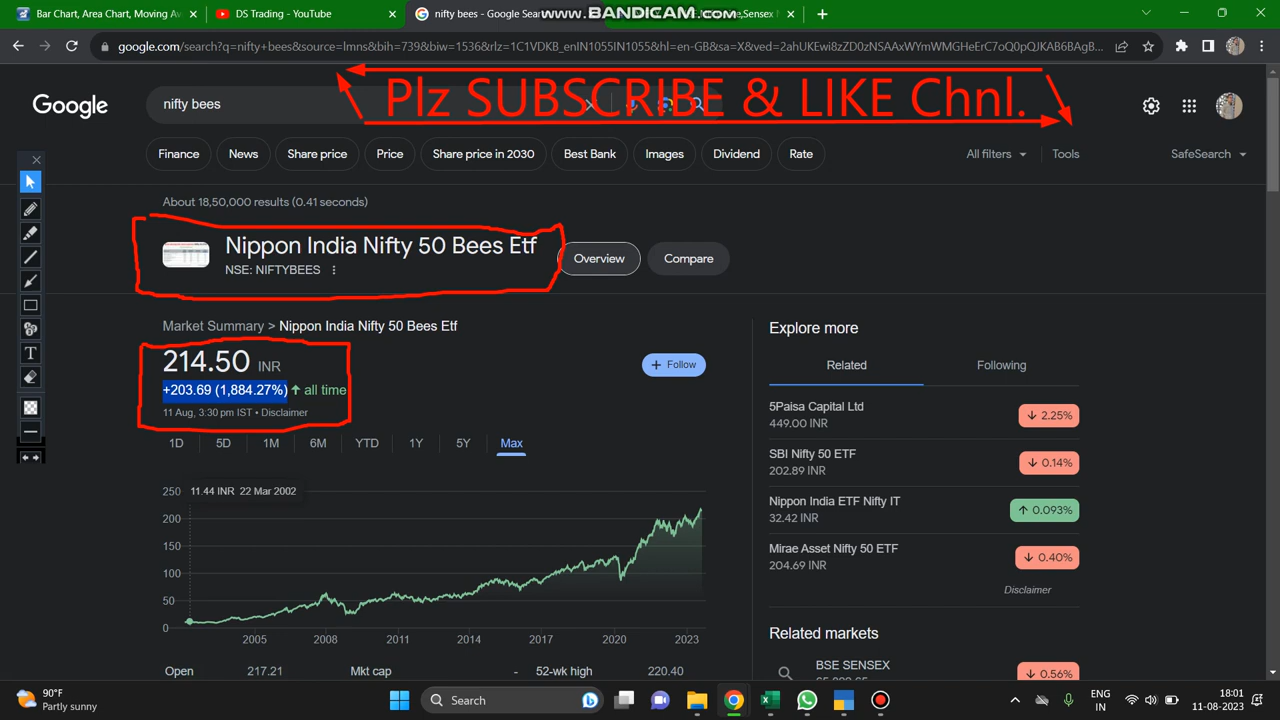 Bar Chart, Area Chart, Moving Av
DS Trading - YouTube
nifty bees - Google Sea
www.BANDICAM.com
,Sensex M
google.com/search?q=nifty+bees&source=lmns&bih=739&biw=1536&rlz=1C1VDKB_enIN1055IN1055&hl=en-GB&sa=X&ved=2ahUKEwi8zZD0zNSAAxWYmWMGHeErC7oQ0pQJKAB6BAgB...
Google
nifty bees
Plz SUBSCRIBE & LIKE Chnl.
Finance
News
Share price
Price
Share price in 2030
Best Bank
Images
Dividend
Rate
All filters
Tools
SafeSearch
About 18,50,000 results (0.41 seconds)
Nippon India Nifty 50 Bees Etf
NSE: NIFTYBEES
Overview
Compare
Market Summary > Nippon India Nifty 50 Bees Etf
214.50 INR
+203.69 (1,884.27%) ↑ all time
11 Aug, 3:30 pm IST • Disclaimer
+ Follow
1D 5D 1M 6M YTD 1Y 5Y Max
11.44 INR 22 Mar 2002
250
200
150
100
50
0
2005 2008 2011 2014 2017 2020 2023
Open 217.21 Mkt cap - 52-wk high 220.40
Explore more
Related Following
5Paisa Capital Ltd
449.00 INR
↓ 2.25%
SBI Nifty 50 ETF
202.89 INR
↓ 0.14%
Nippon India ETF Nifty IT
32.42 INR
↑ 0.093%
Mirae Asset Nifty 50 ETF
204.69 INR
↓ 0.40%
Disclaimer
Related markets
BSE SENSEX
↓ 0.56%
T
90°F
Partly sunny
Search
ENG
IN
18:01
11-08-2023